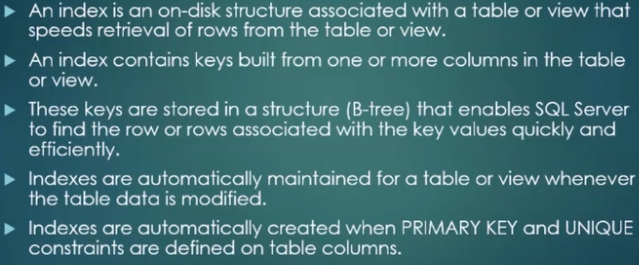 An index is an on-disk structure associated with a table or view that
speeds retrieval of rows from the table or view.
An index contains keys built from one or more columns in the table
or view.
These keys are stored in a structure (B-tree) that enables SQL Server
to find the row or rows associated with the key values quickly and
efficiently.
Indexes are automatically maintained for a table or view whenever
the table data is modified.
Indexes are automatically created when PRIMARY KEY and UNIQUE
constraints are defined on table columns.